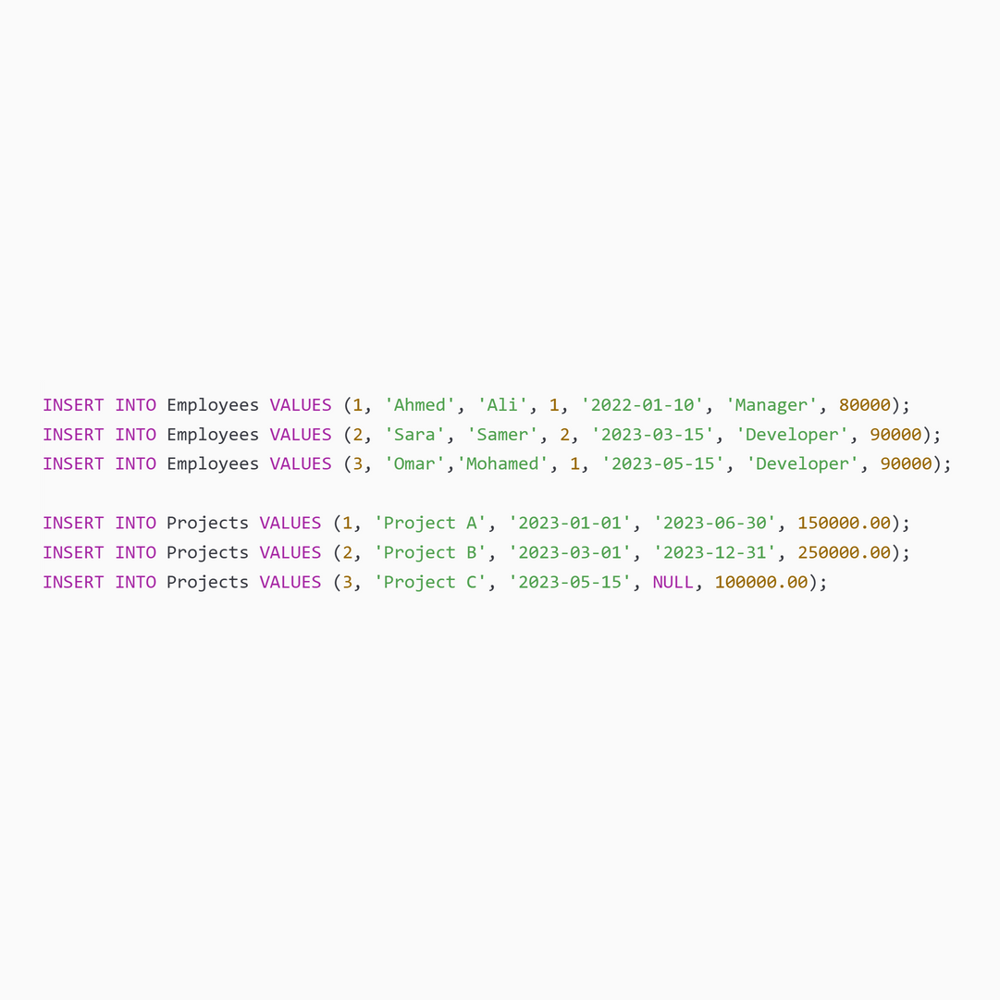 INSERT INTO Employees VALUES (1, 'Ahmed', 'Ali', 1, '2022-01-10', 'Manager', 80000);
INSERT INTO Employees VALUES (2, 'Sara', 'Samer', 2, '2023-03-15', 'Developer', 90000);
INSERT INTO Employees VALUES (3, 'Omar','Mohamed', 1, '2023-05-15', 'Developer', 90000);
INSERT INTO Projects VALUES (1, 'Project A', '2023-01-01', '2023-06-30', 150000.00);
INSERT INTO Projects VALUES (2, 'Project B', '2023-03-01', '2023-12-31', 250000.00);
INSERT INTO Projects VALUES (3, 'Project C', '2023-05-15', NULL, 100000.00);